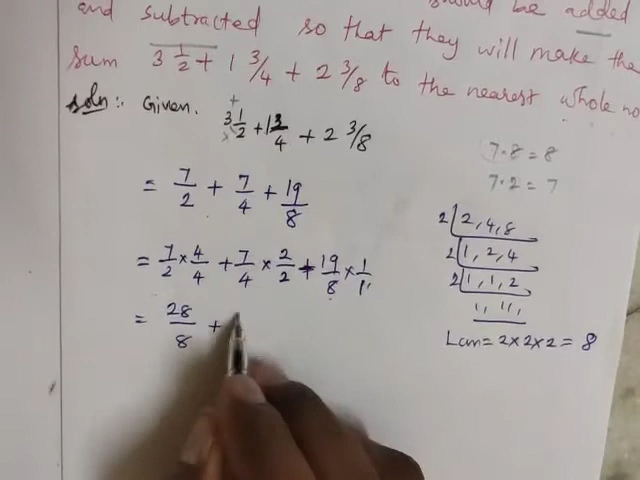 and subtracted so that they will make the
should be added
sum 3 1/2 + 1 3/4 + 2 3/8 to the nearest whole no
soln:- Given. 3 1/2 + 1 3/4 + 2 3/8
7.8 = 8
7.2 = 7
= 7/2 + 7/4 + 19/8
2 | 2, 4, 8
= 7/2 × 4/4 + 7/4 × 2/2 + 19/8 × 1/1
2 | 1, 2, 4
2 | 1, 1, 2
1, 1, 1,
= 28/8 +
Lcm = 2×2×2 = 8